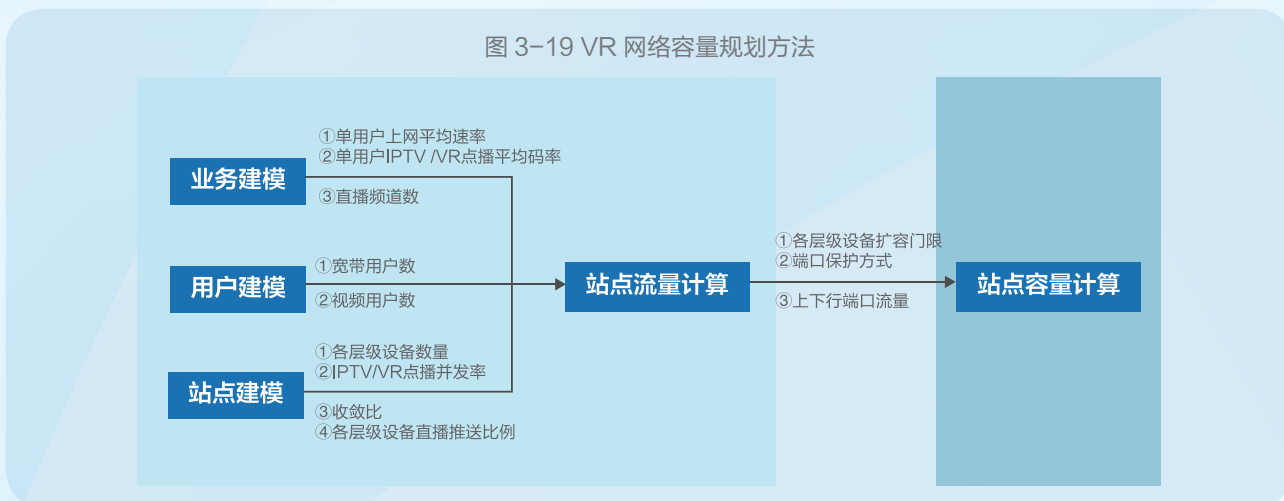 图 3-19 VR 网络容量规划方法
业务建模
①单用户上网平均速率
②单用户IPTV /VR点播平均码率
③直播频道数
用户建模
①宽带用户数
②视频用户数
站点建模
①各层级设备数量
②IPTV/VR点播并发率
③收敛比
④各层级设备直播推送比例
站点流量计算
①各层级设备扩容门限
②端口保护方式
③上下行端口流量
站点容量计算